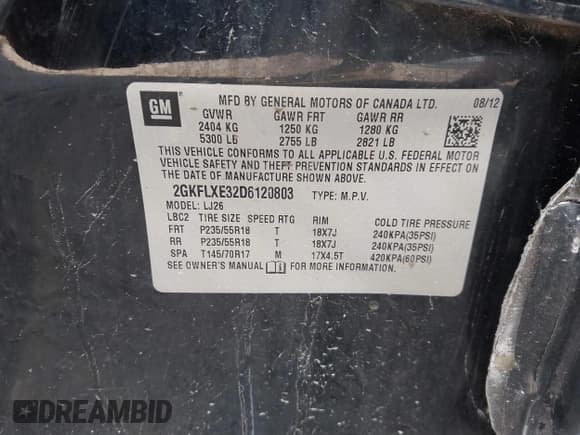 GM
MFD BY GENERAL MOTORS OF CANADA LTD. 08/12
GVWR GAWR FRT GAWR RR
2404 KG 1250 KG 1280 KG
5300 LB 2755 LB 2821 LB
THIS VEHICLE CONFORMS TO ALL APPLICABLE U.S. FEDERAL MOTOR
VEHICLE SAFETY AND THEFT PREVENTION STANDARDS IN EFFECT ON
THE DATE OF MANUFACTURE SHOWN ABOVE.
2GKFLXE32D6120803 TYPE: M.P.V.
MODEL: LJ26
LBC2 TIRE SIZE SPEED RTG RIM COLD TIRE PRESSURE
FRT P235/55R18 T 18X7J 240KPA(35PSI)
RR P235/55R18 T 18X7J 240KPA(35PSI)
SPA T145/70R17 M 17X4.5T 420KPA(60PSI)
SEE OWNER'S MANUAL FOR MORE INFORMATION
DREAMBID